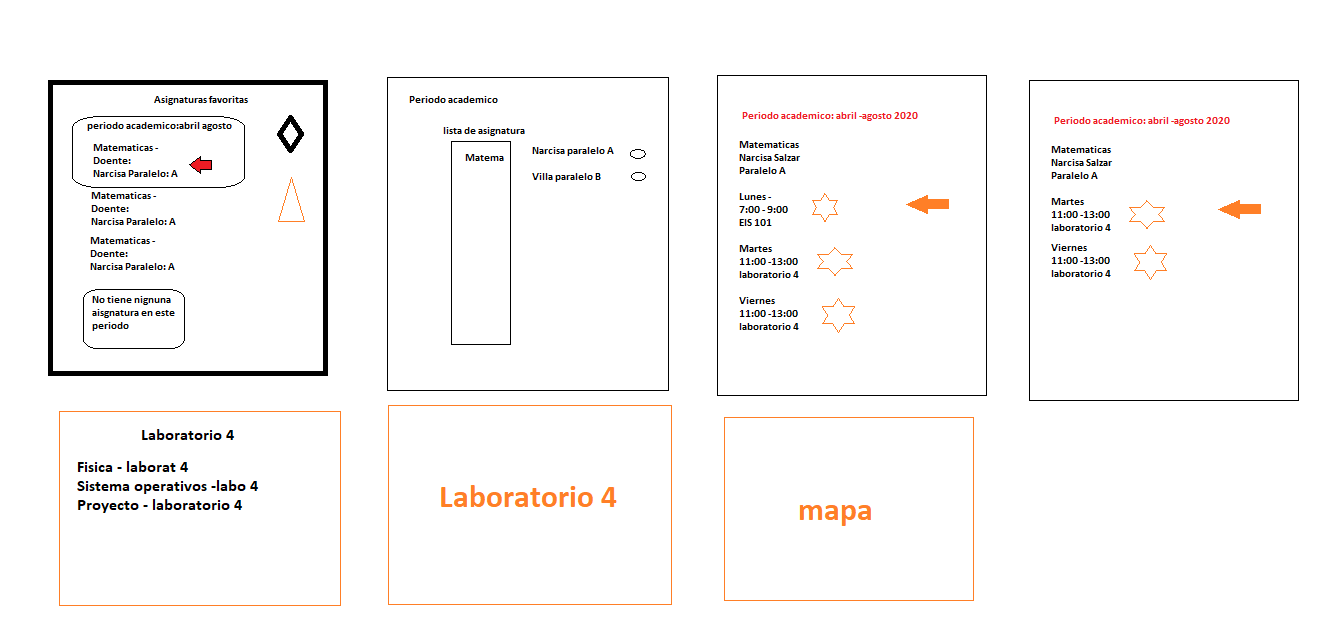 Asignaturas favoritas
periodo academico:abril agosto
Matematicas -
Doente:
Narcisa Paralelo: A
Matematicas -
Doente:
Narcisa Paralelo: A
Matematicas -
Doente:
Narcisa Paralelo: A
No tiene nignuna
aisgnatura en este
periodo
Periodo academico
lista de asignatura
Matema
Narcisa paralelo A
Villa paralelo B
Periodo academico: abril -agosto 2020
Matematicas
Narcisa Salzar
Paralelo A
Lunes -
7:00 - 9:00
EIS 101
Martes
11:00 -13:00
laboratorio 4
Viernes
11:00 -13:00
laboratorio 4
Periodo academico: abril -agosto 2020
Matematicas
Narcisa Salzar
Paralelo A
Martes
11:00 -13:00
laboratorio 4
Viernes
11:00 -13:00
laboratorio 4
Laboratorio 4
Fisica - laborat 4
Sistema operativos -labo 4
Proyecto - laboratorio 4
Laboratorio 4
mapa